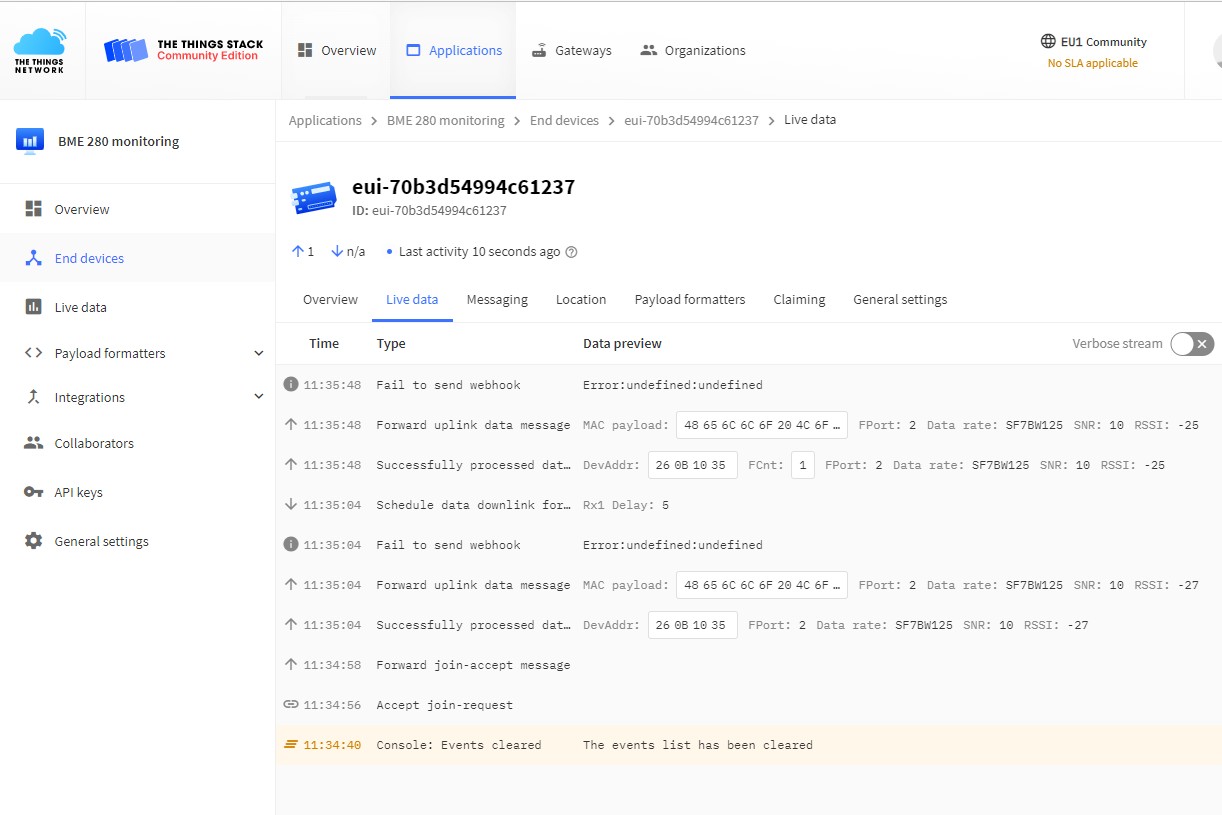 THE THINGS NETWORK
THE THINGS STACK
Community Edition
Overview
Applications
Gateways
Organizations
EU1 Community
No SLA applicable
BME 280 monitoring
Overview
End devices
Live data
Payload formatters
Integrations
Collaborators
API keys
General settings
Applications > BME 280 monitoring > End devices > eui-70b3d54994c61237 > Live data
eui-70b3d54994c61237
ID: eui-70b3d54994c61237
1 n/a • Last activity 10 seconds ago
Overview Live data Messaging Location Payload formatters Claiming General settings
Time Type Data preview Verbose stream
11:35:48 Fail to send webhook Error:undefined:undefined
11:35:48 Forward uplink data message MAC payload: 48 65 6C 6C 6F 20 4C 6F … FPort: 2 Data rate: SF7BW125 SNR: 10 RSSI: -25
11:35:48 Successfully processed dat… DevAddr: 26 0B 10 35 FCnt: 1 FPort: 2 Data rate: SF7BW125 SNR: 10 RSSI: -25
11:35:04 Schedule data downlink for… Rx1 Delay: 5
11:35:04 Fail to send webhook Error:undefined:undefined
11:35:04 Forward uplink data message MAC payload: 48 65 6C 6C 6F 20 4C 6F … FPort: 2 Data rate: SF7BW125 SNR: 10 RSSI: -27
11:35:04 Successfully processed dat… DevAddr: 26 0B 10 35 FPort: 2 Data rate: SF7BW125 SNR: 10 RSSI: -27
11:34:58 Forward join-accept message
11:34:56 Accept join-request
11:34:40 Console: Events cleared The events list has been cleared